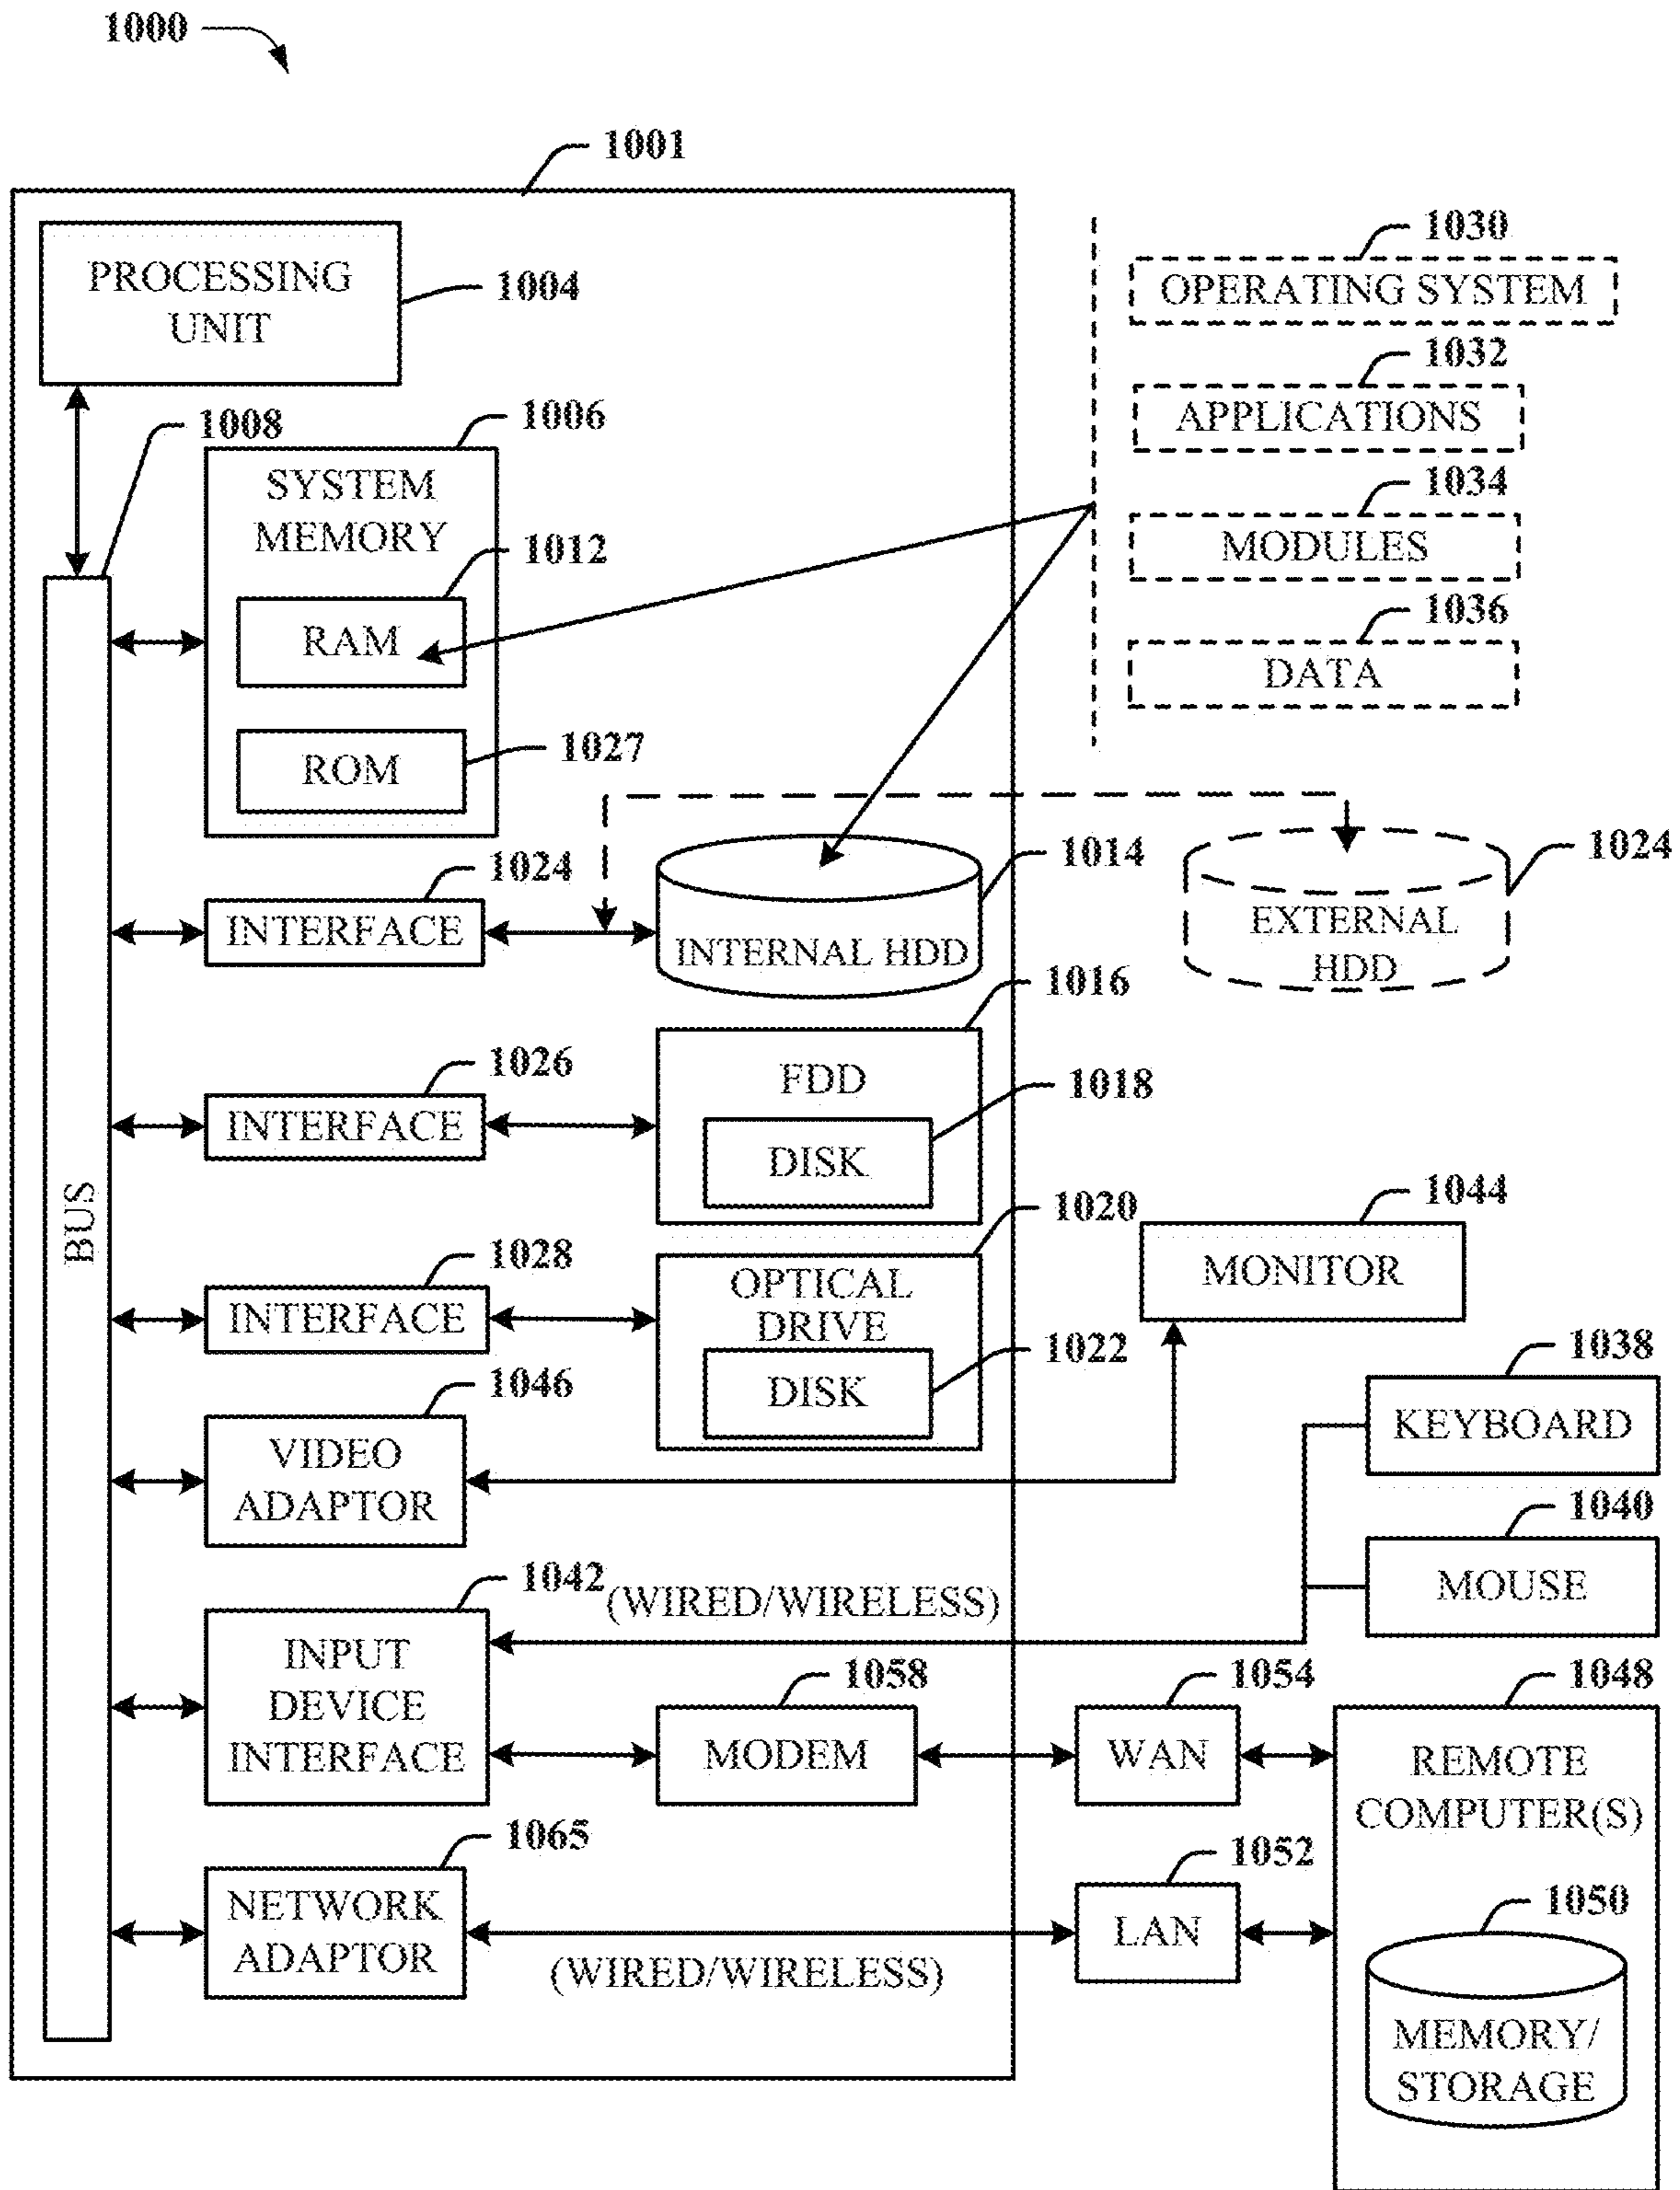 1000
1001
PROCESSING
UNIT
1004
1030
OPERATING SYSTEM
1032
APPLICATIONS
1034
MODULES
1036
DATA
1008
1006
SYSTEM
MEMORY
1012
RAM
1027
ROM
BUS
1024
INTERFACE
1014
INTERNAL HDD
1024
EXTERNAL
HDD
1026
INTERFACE
1016
FDD
1018
DISK
1028
INTERFACE
1020
OPTICAL
DRIVE
1022
DISK
1044
MONITOR
1046
VIDEO
ADAPTOR
1038
KEYBOARD
1040
MOUSE
1042
(WIRED/WIRELESS)
INPUT
DEVICE
INTERFACE
1058
MODEM
1054
WAN
1048
REMOTE
COMPUTER(S)
1065
NETWORK
ADAPTOR
(WIRED/WIRELESS)
1052
LAN
1050
MEMORY/
STORAGE